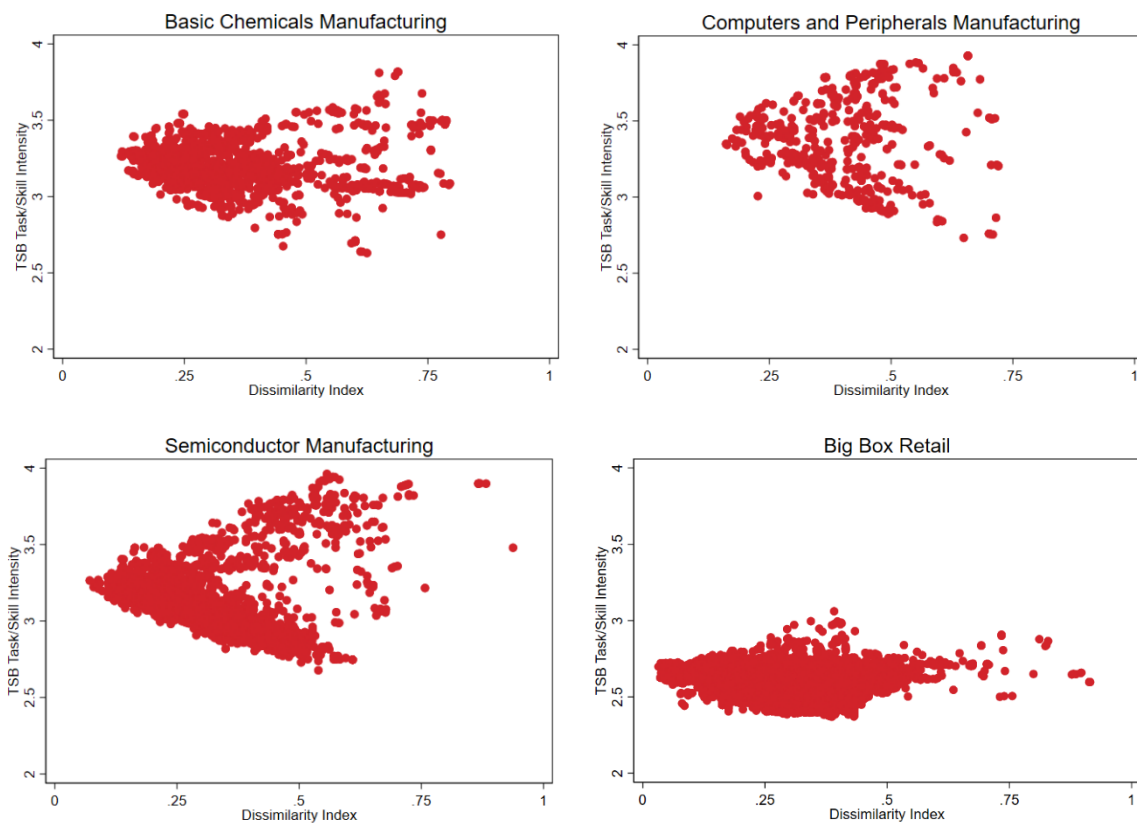 Basic Chemicals Manufacturing
TSB Task/Skill Intensity
4
3.5
3
2.5
2
0 .25 .5 .75 1
Dissimilarity Index
Computers and Peripherals Manufacturing
TSB Task/Skill Intensity
4
3.5
3
2.5
2
0 .25 .5 .75 1
Dissimilarity Index
Semiconductor Manufacturing
TSB Task/Skill Intensity
4
3.5
3
2.5
2
0 .25 .5 .75 1
Dissimilarity Index
Big Box Retail
TSB Task/Skill Intensity
4
3.5
3
2.5
2
0 .25 .5 .75 1
Dissimilarity Index